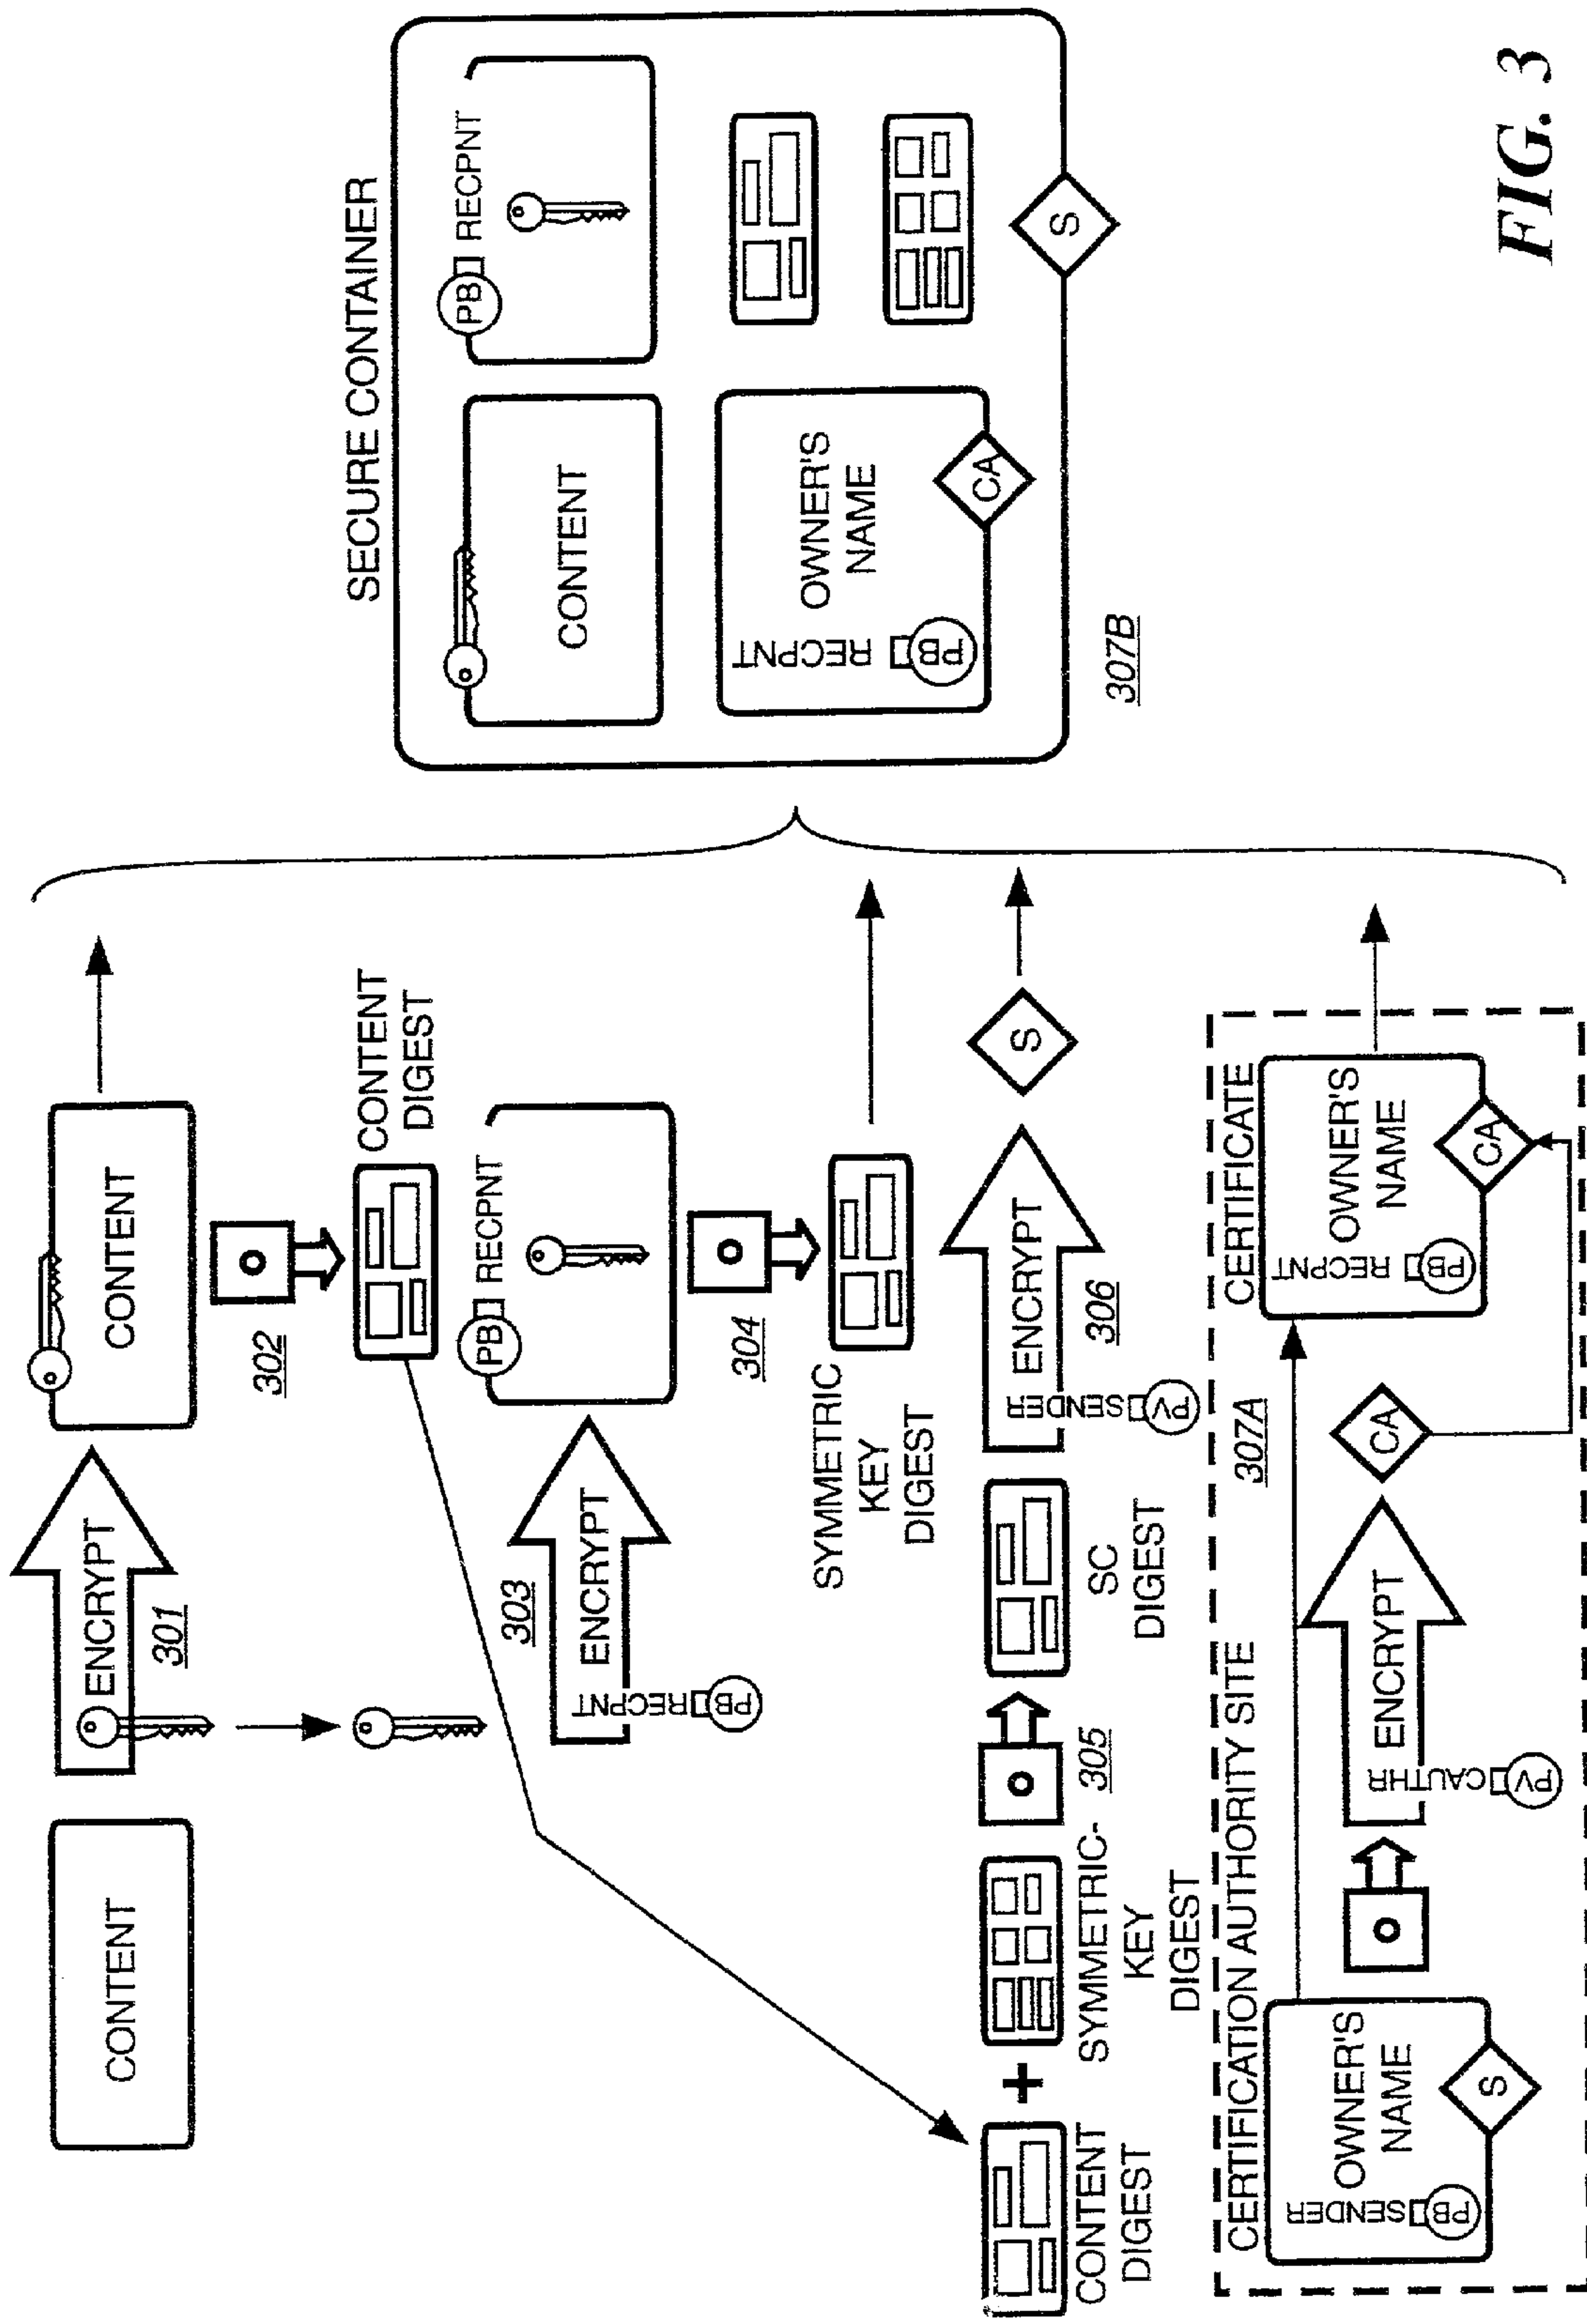 CONTENT
ENCRYPT
301
CONTENT
302
CONTENT
DIGEST
303
ENCRYPT
RECPNT
PB
PB
RECPNT
304
SYMMETRIC
KEY
DIGEST
CONTENT
DIGEST
+
SYMMETRIC-
KEY
DIGEST
305
SC
DIGEST
ENCRYPT
SENDER
PV
306
S
CERTIFICATION AUTHORITY SITE
307A
CERTIFICATE
OWNER'S
NAME
SENDER
PB
S
ENCRYPT
CAUTHR
PV
CA
OWNER'S
NAME
RECPNT
PB
CA
SECURE CONTAINER
CONTENT
PB
RECPNT
OWNER'S
NAME
RECPNT
PB
CA
S
307B
FIG. 3